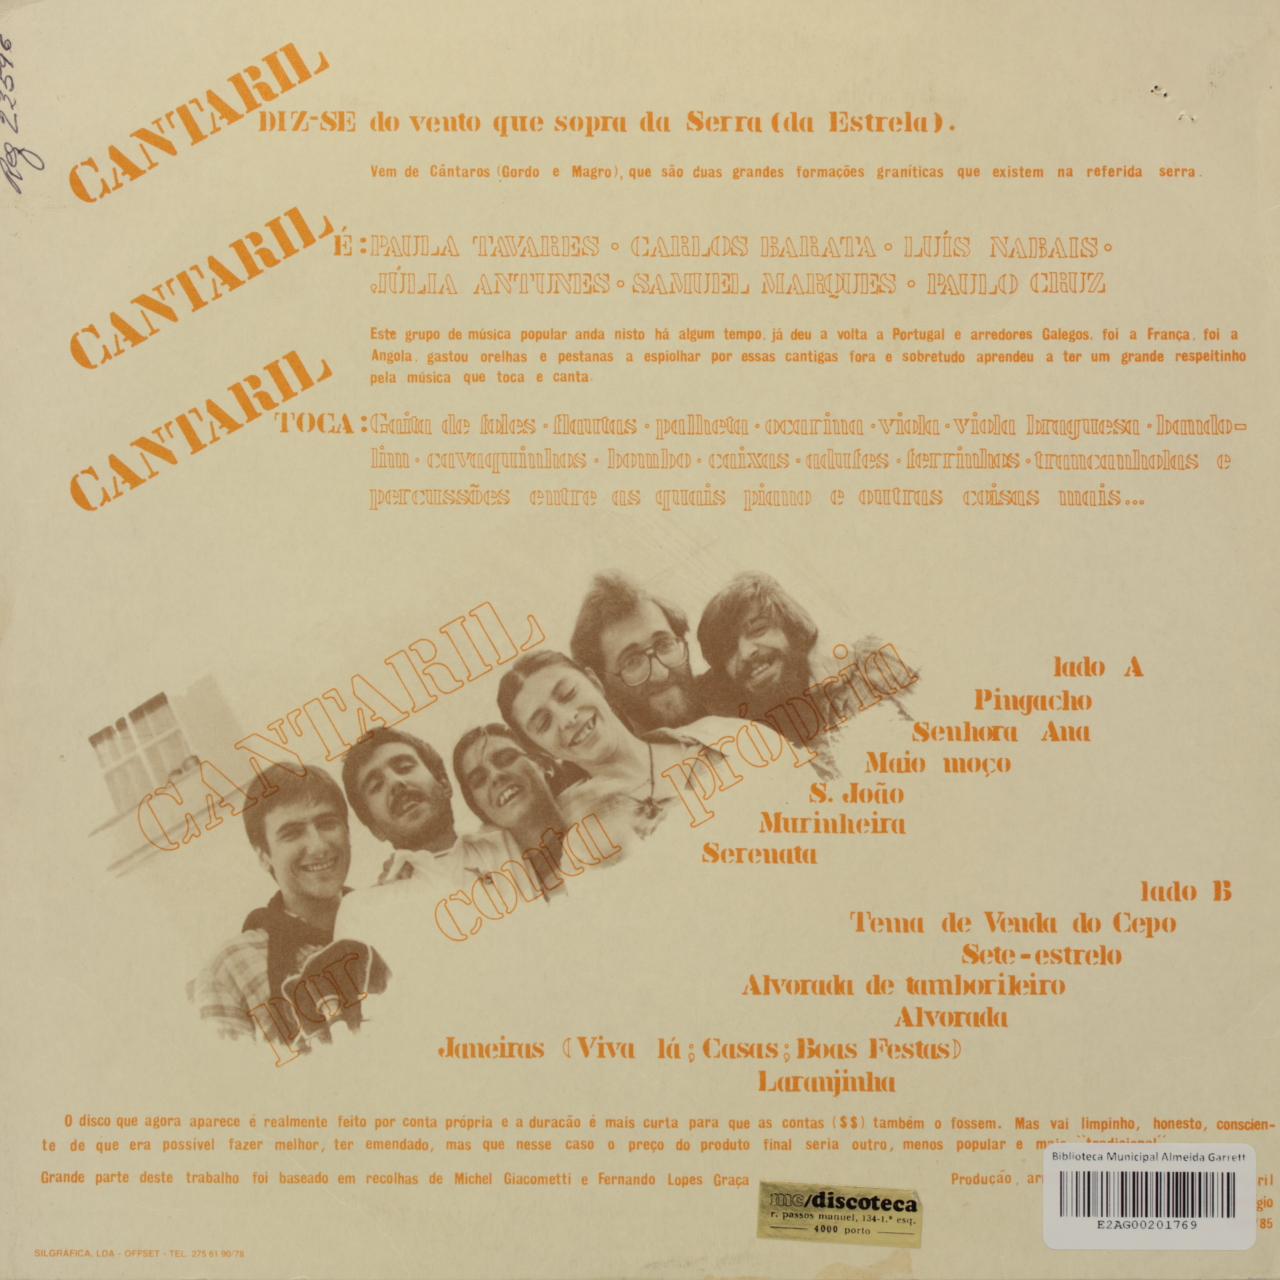 Reg 23546
CANTARIL
DIZ-SE do vento que sopra da Serra (da Estrela).
Vem de Cântaros (Gordo e Magro), que são duas grandes formações graníticas que existem na referida serra.
CANTARIL
É: PAULA TAVARES • CARLOS BARATA • LUÍS NABAIS •
JÚLIA ANTUNES • SAMUEL MARQUES • PAULO CRUZ
Este grupo de música popular anda nisto há algum tempo, já deu a volta a Portugal e arredores Galegos, foi a França, foi a
Angola, gastou orelhas e pestanas a espiolhar por essas cantigas fora e sobretudo aprendeu a ter um grande respeitinho
pela música que toca e canta.
CANTARIL
TOCA: Gaita de foles • flautas • palheta • ocarina • viola • viola braguesa • bando-
lim • cavaquinhos • bombo • caixas • adufes • ferrinhos • trancanholas e
percussões entre as quais piano e outras coisas mais...
CANTARIL
por conta própria
lado A
Pingacho
Senhora Ana
Maio moço
S. João
Murinheira
Serenata
lado B
Tema de Venda do Cepo
Sete-estrelo
Alvorada de tamborileiro
Alvorada
Janeiras (Viva lá; Casas; Boas Festas)
Laranjinha
O disco que agora aparece é realmente feito por conta própria e a duracão é mais curta para que as contas ($$) também o fossem. Mas vai limpinho, honesto, conscien-
te de que era possível fazer melhor, ter emendado, mas que nesse caso o preço do produto final seria outro, menos popular e mais "tradicional"
Grande parte deste trabalho foi baseado em recolhas de Michel Giacometti e Fernando Lopes Graça
Produção,
mc/discoteca
r. passos manuel, 134-1.º esq.
4000 porto
Biblioteca Municipal Almeida Garrett
E2AG00201769
/85
SILGRÁFICA, LDA - OFFSET - TEL. 275 61 90/78